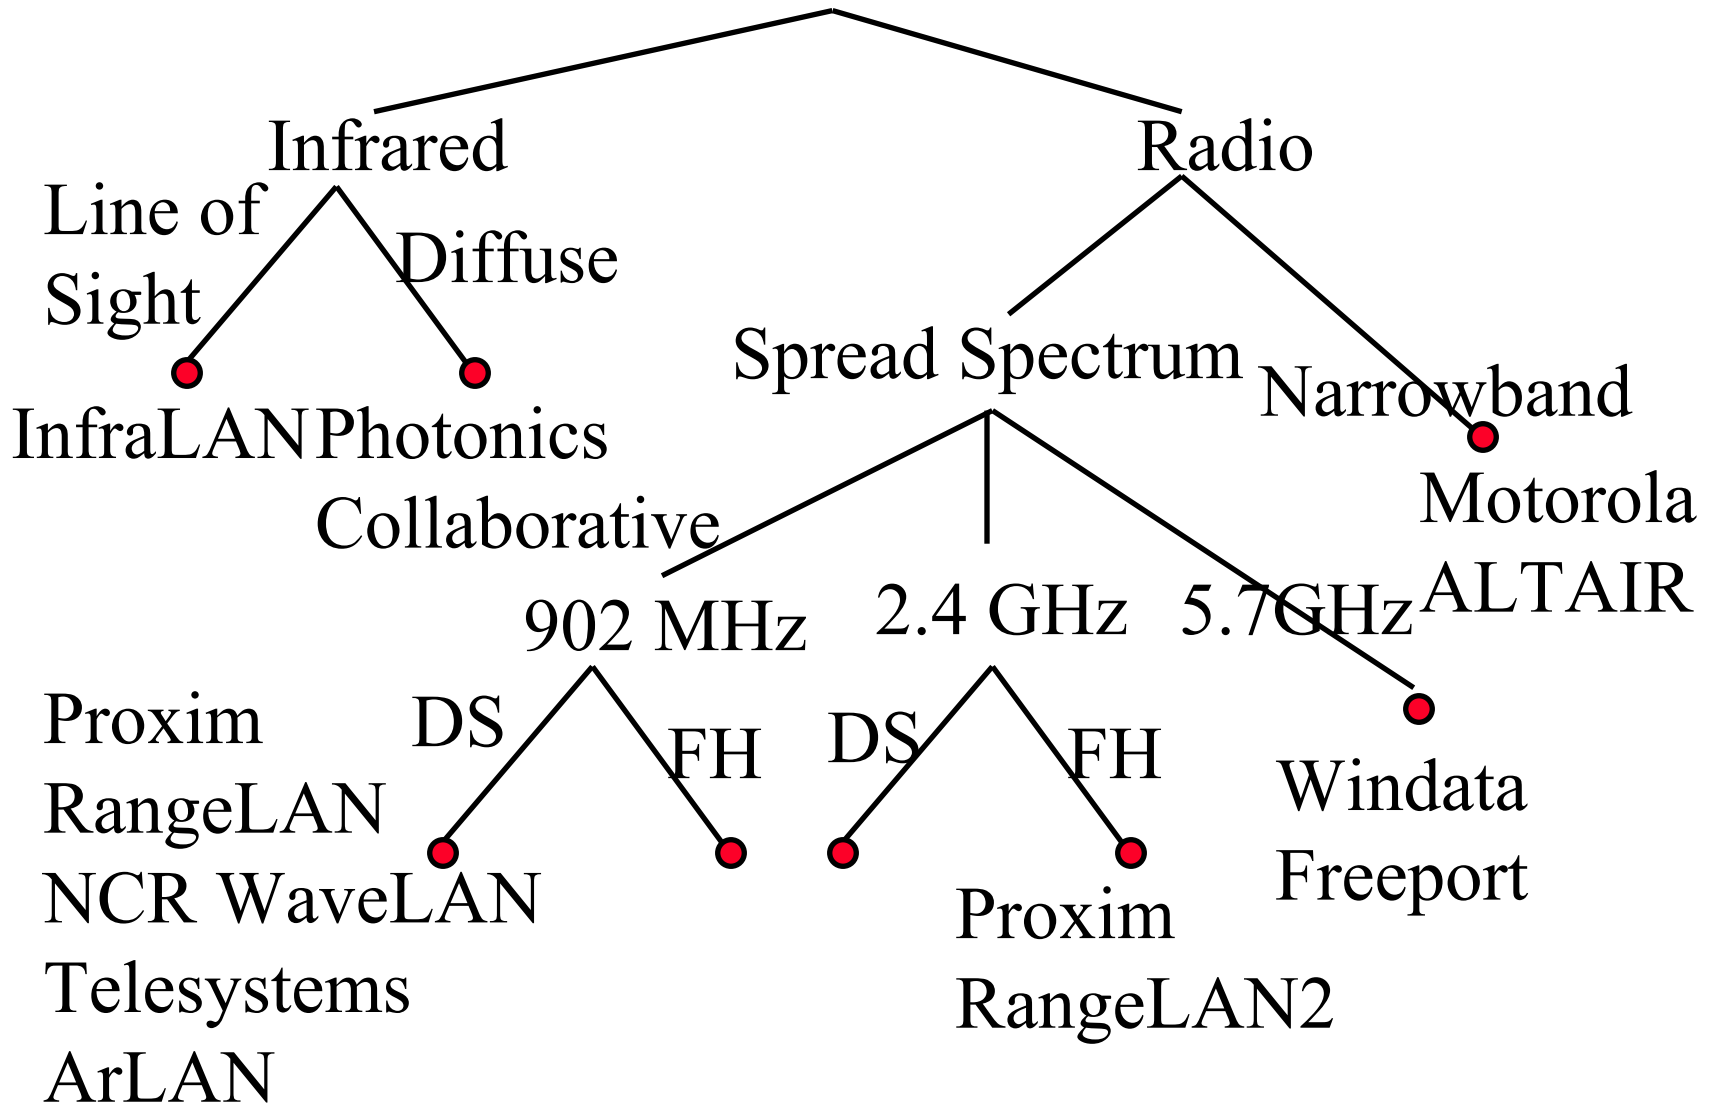 Infrared
Radio
Line of
Sight
Diffuse
Spread Spectrum
Narrowband
InfraLAN
Photonics
Collaborative
Motorola
ALTAIR
902 MHz
2.4 GHz
5.7GHz
DS
FH
DS
FH
Proxim
RangeLAN
NCR WaveLAN
Telesystems
ArLAN
Proxim
RangeLAN2
Windata
Freeport